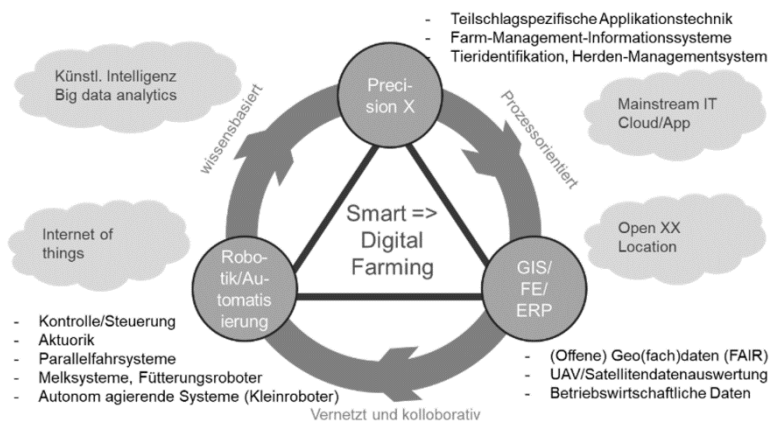 - Teilschlagspezifische Applikationstechnik
- Farm-Management-Informationssysteme
- Tieridentifikation, Herden-Managementsystem
Künstl. Intelligenz
Big data analytics
wissensbasiert
Preci-
sion X
Prozessorientiert
Mainstream IT
Cloud/App
Internet of
things
Smart =>
Digital
Farming
Open XX
Location
Robo-
tik/Au-
tomatis
ierung
GIS/
FE/
ERP
- Kontrolle/Steuerung
- Aktuorik
- Parallelfahrsysteme
- Melksysteme, Fütterungsroboter
- Autonom agierende Systeme (Kleinroboter)
- (Offene) Geo(fach)daten (FAIR)
- UAV/Satellitendatenauswertung
- Betriebswirtschaftliche Daten
Vernetzt und kolloborativ